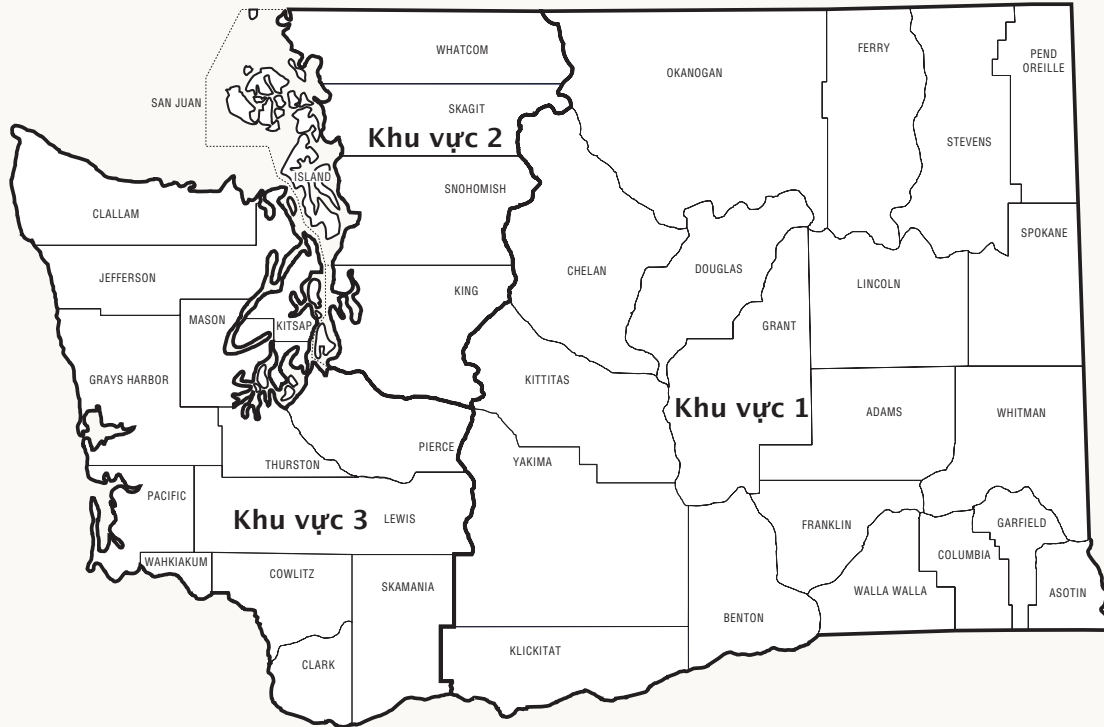 WHATCOM
FERRY
PEND
OREILLE
OKANOGAN
SAN JUAN
SKAGIT
Khu vực 2
STEVENS
ISLAND
SNOHOMISH
CLALLAM
SPOKANE
JEFFERSON
CHELAN
DOUGLAS
LINCOLN
KING
MASON
KITSAP
GRANT
GRAYS HARBOR
KITTITAS
Khu vực 1
ADAMS
WHITMAN
PIERCE
THURSTON
YAKIMA
PACIFIC
Khu vực 3
LEWIS
FRANKLIN
GARFIELD
WAHKIAKUM
COWLITZ
SKAMANIA
COLUMBIA
WALLA WALLA
ASOTIN
BENTON
KLICKITAT
CLARK